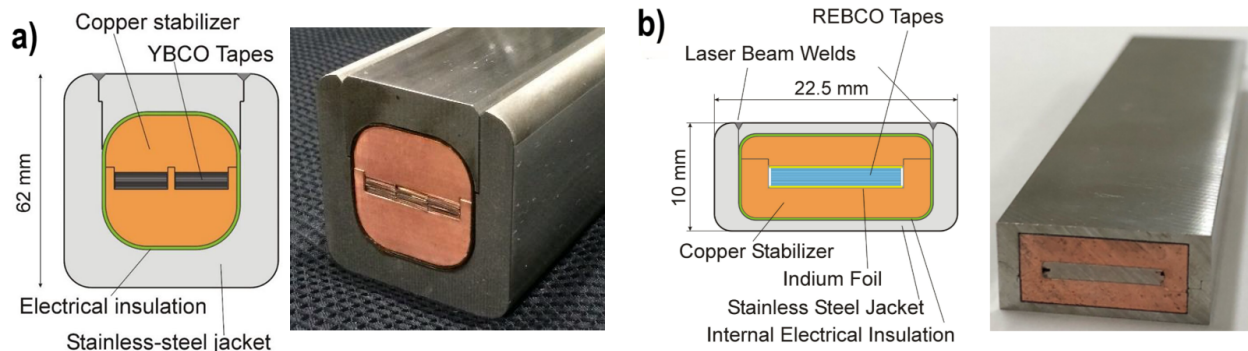 a)
Copper stabilizer
YBCO Tapes
62 mm
Electrical insulation
Stainless-steel jacket
b)
REBCO Tapes
Laser Beam Welds
22.5 mm
10 mm
Copper Stabilizer
Indium Foil
Stainless Steel Jacket
Internal Electrical Insulation